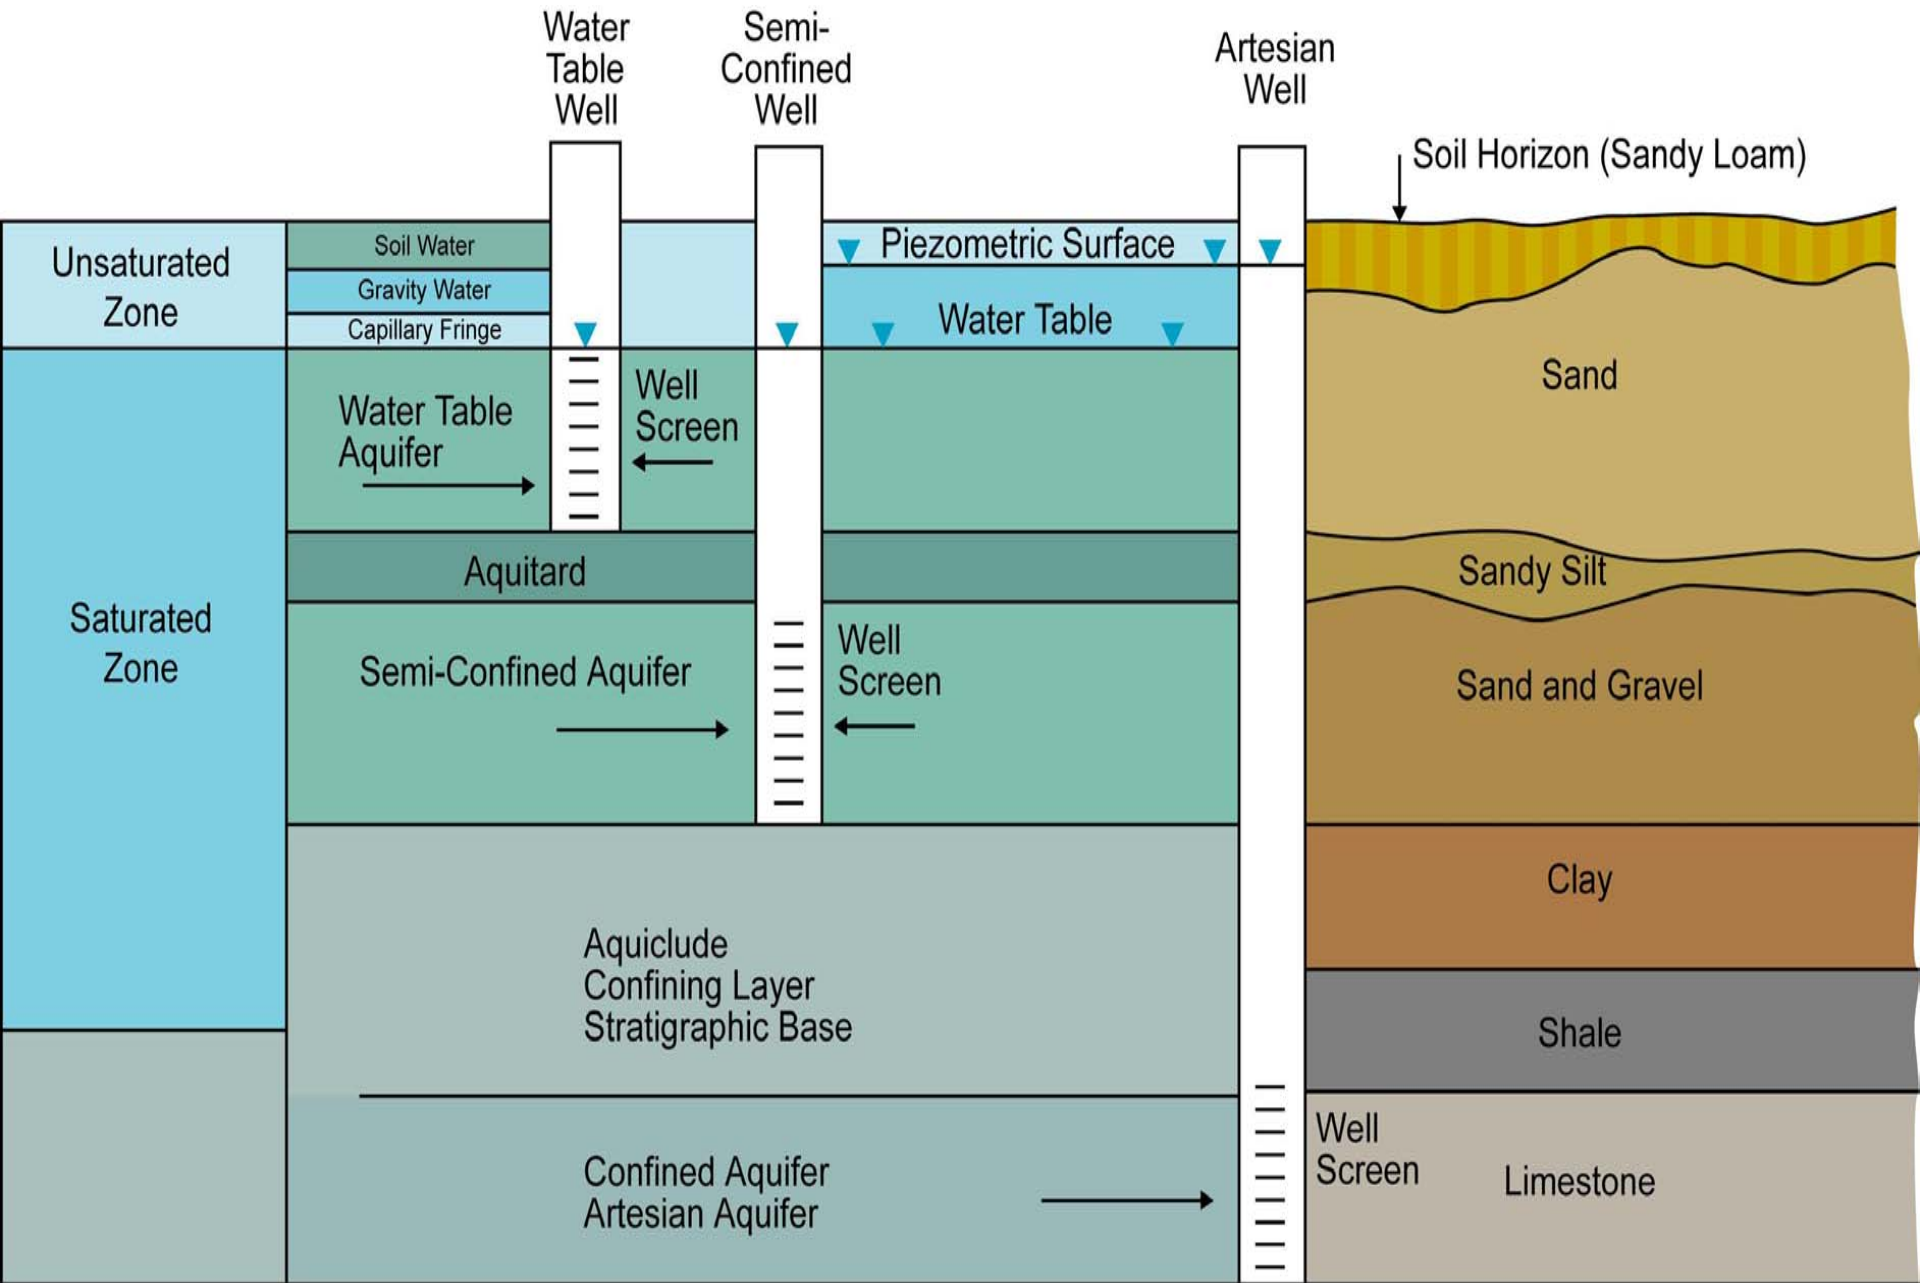 Water
Table
Well
Semi-
Confined
Well
Artesian
Well
Soil Horizon (Sandy Loam)
Unsaturated
Zone
Soil Water
Gravity Water
Capillary Fringe
Piezometric Surface
Water Table
Sand
Water Table
Aquifer
Well
Screen
Aquitard
Sandy Silt
Saturated
Zone
Semi-Confined Aquifer
Well
Screen
Sand and Gravel
Clay
Aquiclude
Confining Layer
Stratigraphic Base
Shale
Confined Aquifer
Artesian Aquifer
Well
Screen
Limestone